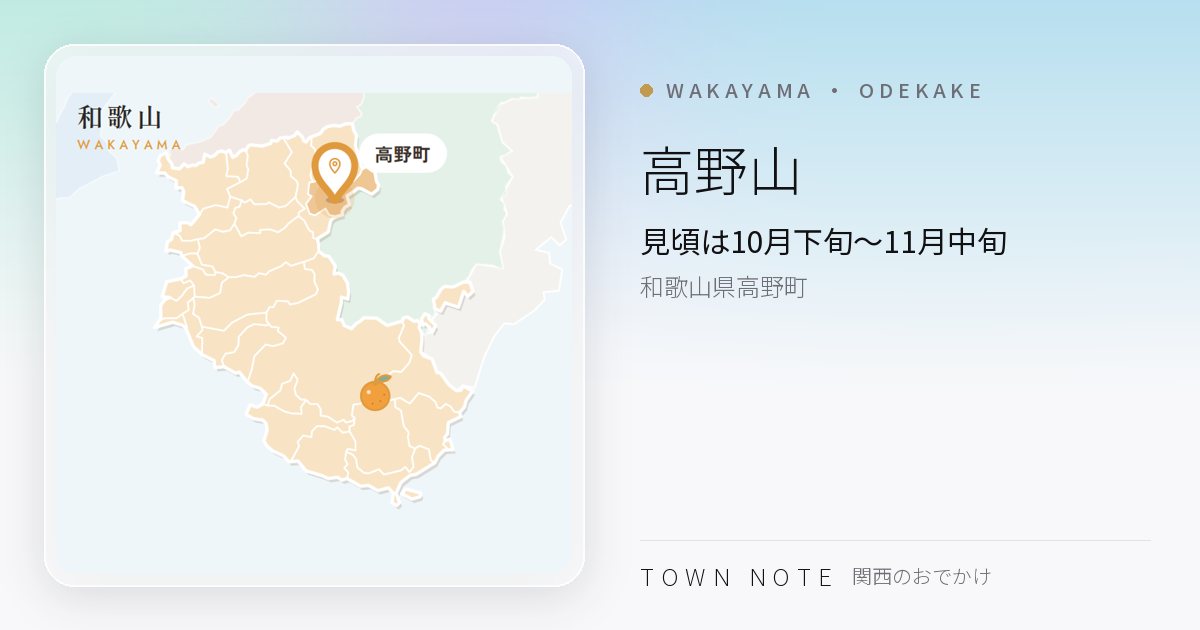 和歌山
WAKAYAMA
高野町
WAKAYAMA • ODEKAKE
高野山
見頃は10月下旬〜11月中旬
和歌山県高野町
TOWN NOTE 関西のおでかけ